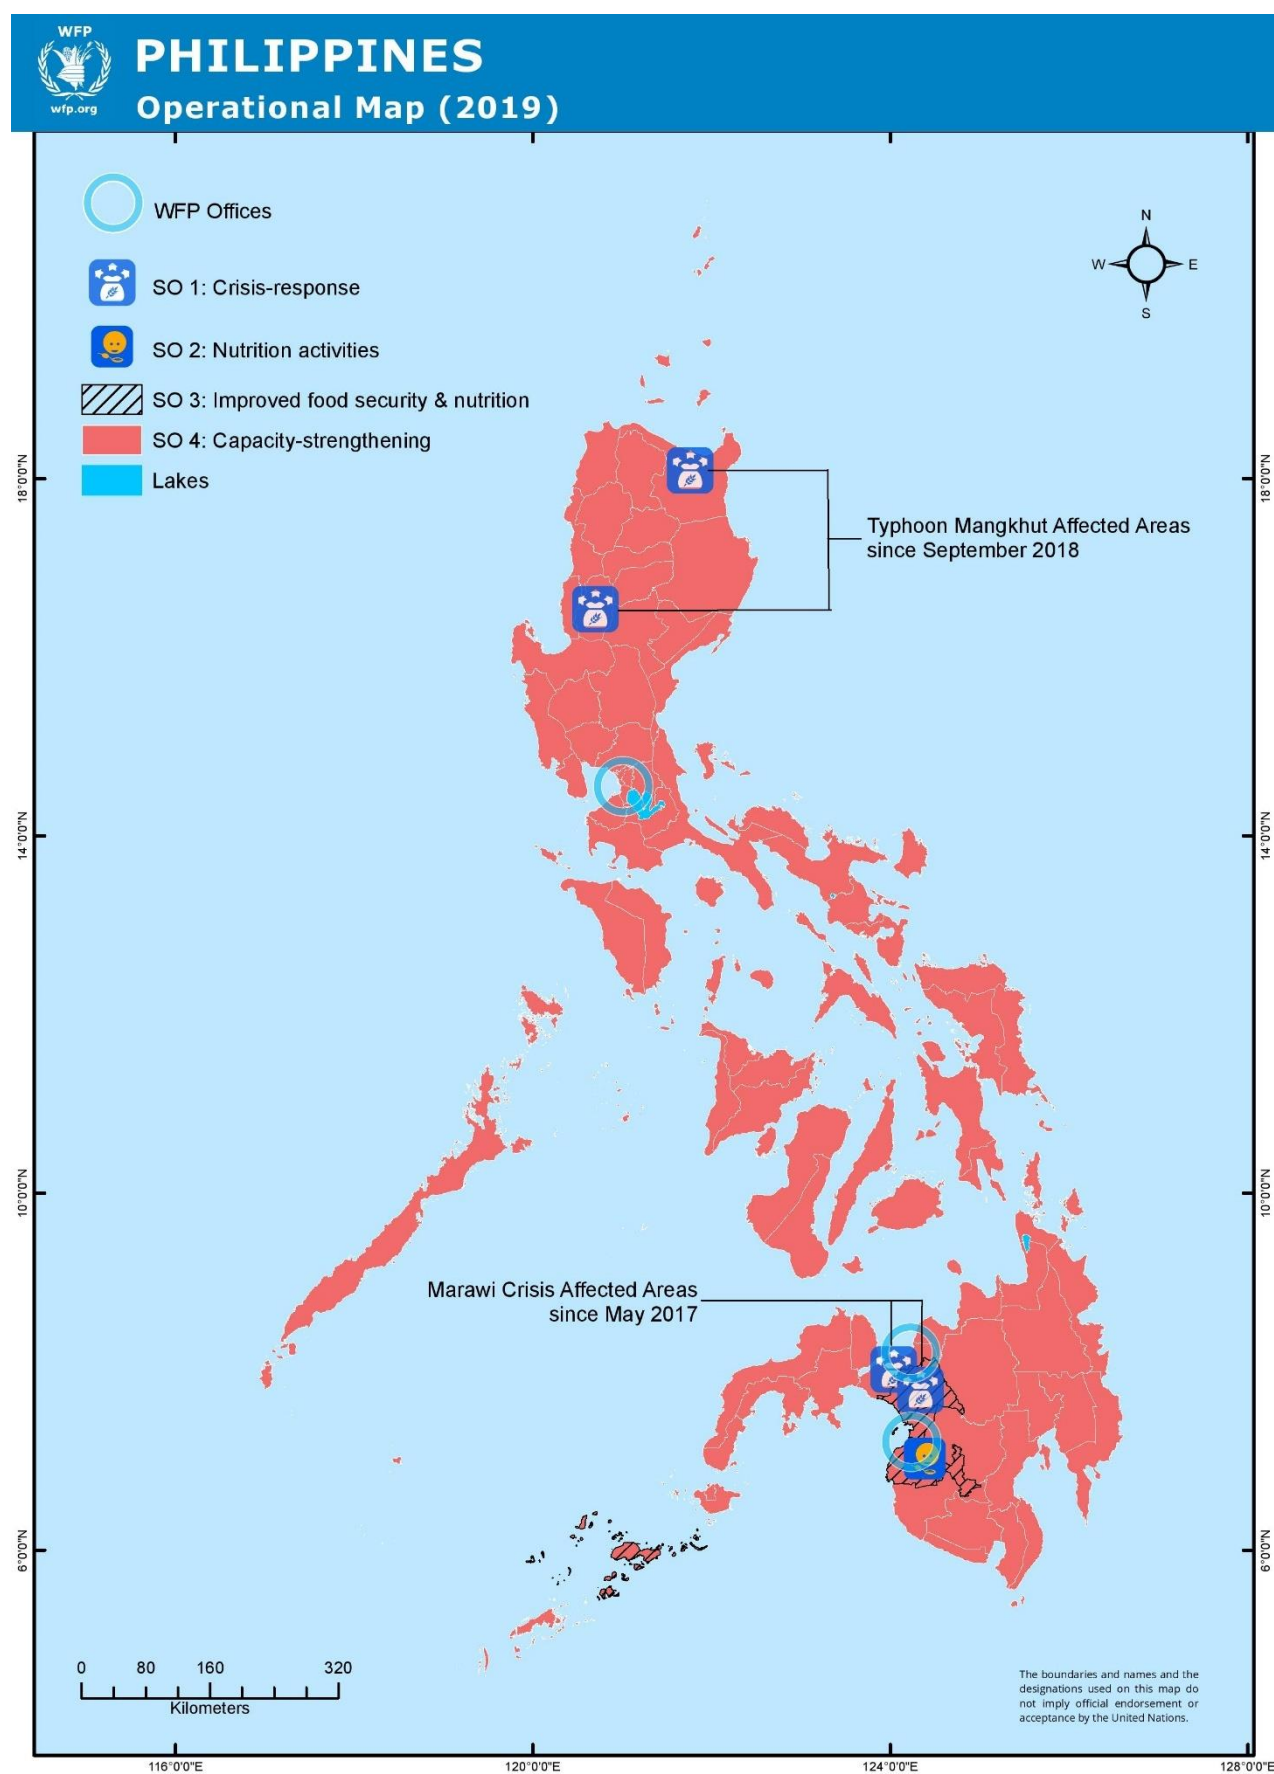 WFP
wfp.org
PHILIPPINES
Operational Map (2019)
WFP Offices
SO 1: Crisis-response
SO 2: Nutrition activities
SO 3: Improved food security & nutrition
SO 4: Capacity-strengthening
Lakes
N
W
E
S
18°0'0"N
18°0'0"N
Typhoon Mangkhut Affected Areas
since September 2018
14°0'0"N
14°0'0"N
10°0'0"N
10°0'0"N
Marawi Crisis Affected Areas
since May 2017
6°0'0"N
6°0'0"N
0 80 160 320
Kilometers
The boundaries and names and the
designations used on this map do
not imply official endorsement or
acceptance by the United Nations.
116°0'0"E 120°0'0"E 124°0'0"E 128°0'0"E